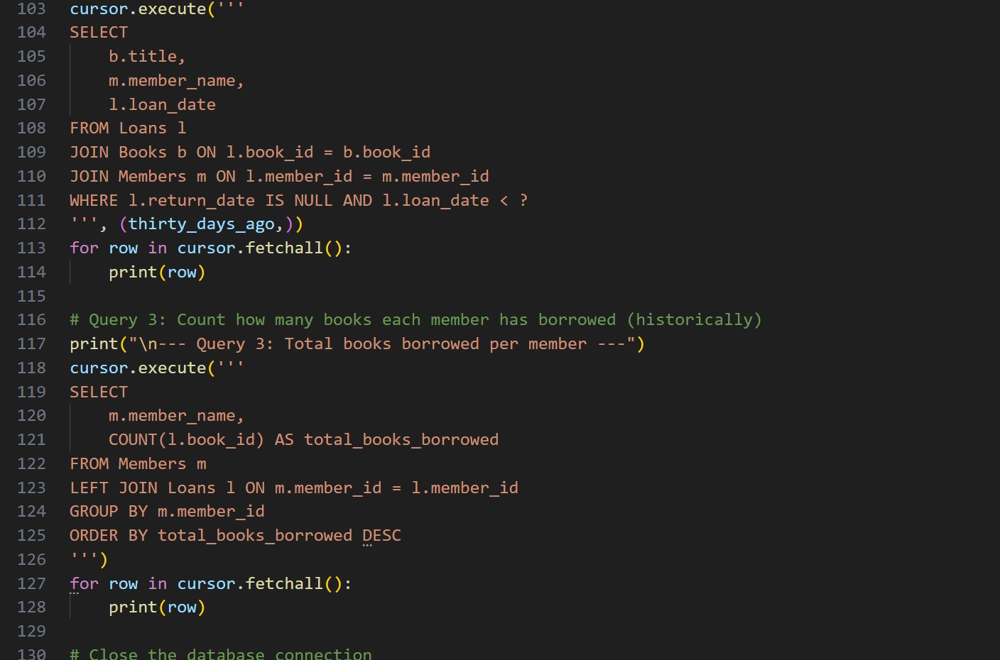 103 cursor.execute('''
104 SELECT
105     b.title,
106     m.member_name,
107     l.loan_date
108 FROM Loans l
109 JOIN Books b ON l.book_id = b.book_id
110 JOIN Members m ON l.member_id = m.member_id
111 WHERE l.return_date IS NULL AND l.loan_date < ?
112 ''', (thirty_days_ago,))
113 for row in cursor.fetchall():
114     print(row)
115
116 # Query 3: Count how many books each member has borrowed (historically)
117 print("\n--- Query 3: Total books borrowed per member ---")
118 cursor.execute('''
119 SELECT
120     m.member_name,
121     COUNT(l.book_id) AS total_books_borrowed
122 FROM Members m
123 LEFT JOIN Loans l ON m.member_id = l.member_id
124 GROUP BY m.member_id
125 ORDER BY total_books_borrowed DESC
126 ''')
127 for row in cursor.fetchall():
128     print(row)
129
130 # Close the database connection